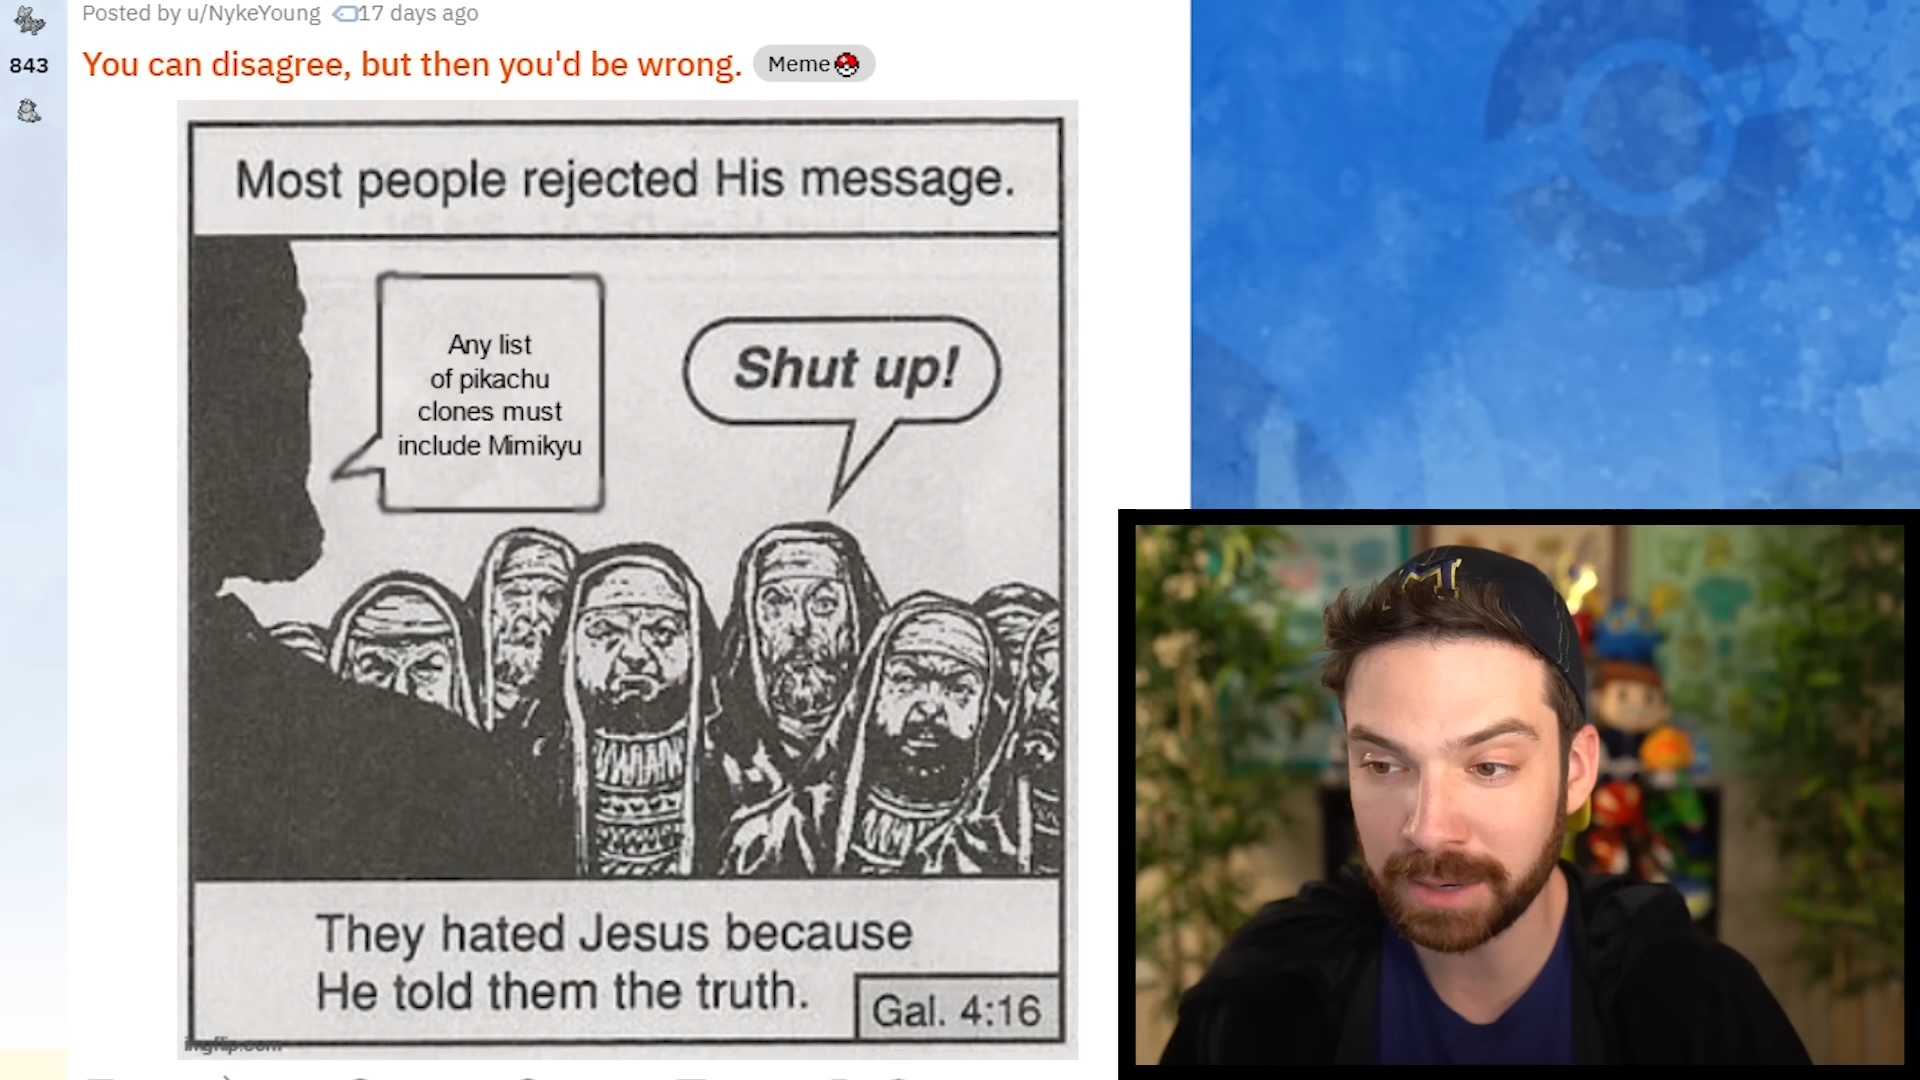 Posted by u/NykeYoung 17 days ago
843
You can disagree, but then you'd be wrong. Meme
Most people rejected His message.
Any list
of pikachu
clones must
include Mimikyu
Shut up!
They hated Jesus because
He told them the truth.
Gal. 4:16
imgflip.com
M